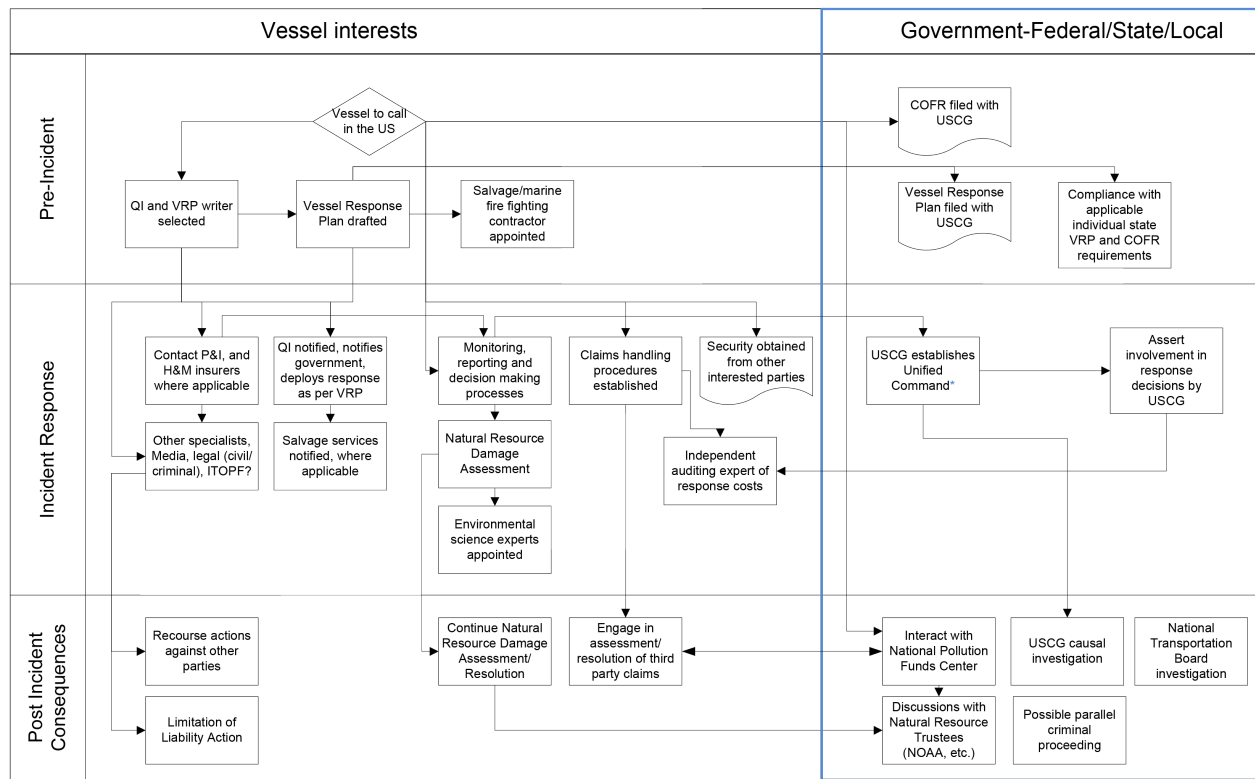 Vessel interests
Government-Federal/State/Local
Pre-Incident
Vessel to call
in the US
COFR filed with
USCG
QI and VRP writer
selected
Vessel Response
Plan drafted
Salvage/marine
fire fighting
contractor
appointed
Vessel Response
Plan filed with
USCG
Compliance with
applicable
individual state
VRP and COFR
requirements
Incident Response
Contact P&I, and
H&M insurers
where applicable
QI notified, notifies
government,
deploys response
as per VRP
Monitoring,
reporting and
decision making
processes
Claims handling
procedures
established
Security obtained
from other
interested parties
USCG establishes
Unified
Command*
Assert
involvement in
response
decisions by
USCG
Other specialists,
Media, legal (civil/
criminal), ITOPF?
Salvage services
notified, where
applicable
Natural Resource
Damage
Assessment
Independent
auditing expert of
response costs
Environmental
science experts
appointed
Post Incident
Consequences
Recourse actions
against other
parties
Continue Natural
Resource Damage
Assessment/
Resolution
Engage in
assessment/
resolution of third
party claims
Interact with
National Pollution
Funds Center
USCG causal
investigation
National
Transportation
Board
investigation
Limitation of
Liability Action
Discussions with
Natural Resource
Trustees
(NOAA, etc.)
Possible parallel
criminal
proceeding